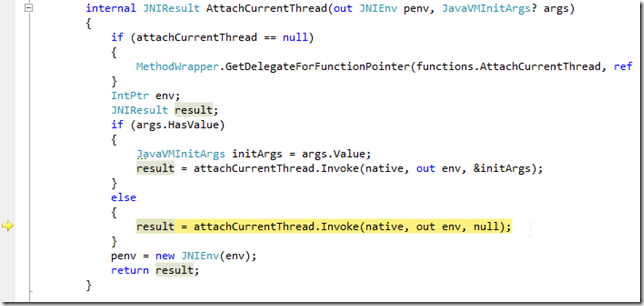 internal JNIResult AttachCurrentThread(out JNIEnv penv, JavaVMInitArgs? args)
{
if (attachCurrentThread == null)
{
MethodWrapper.GetDelegateForFunctionPointer(functions.AttachCurrentThread, ref
}
IntPtr env;
JNIResult result;
if (args.HasValue)
{
JavaVMInitArgs initArgs = args.Value;
result = attachCurrentThread.Invoke(native, out env, &initArgs);
}
else
{
result = attachCurrentThread.Invoke(native, out env, null);
}
penv = new JNIEnv(env);
return result;
}